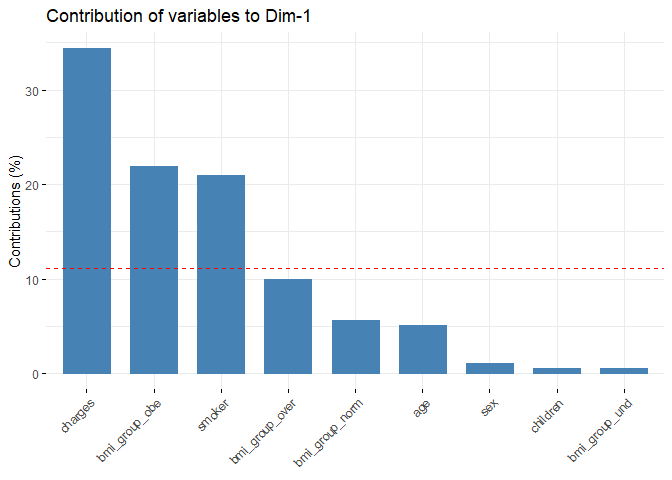 Contribution of variables to Dim-1
Contributions (%)
30
20
10
0
charges
bmi_group_obe
smoker
bmi_group_over
bmi_group_norm
age
sex
children
bmi_group_und